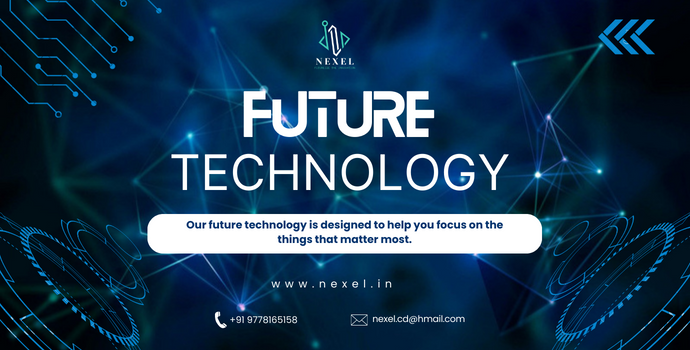 NEXEL
FUTURE
TECHNOLOGY
Our future technology is designed to help you focus on the
things that matter most.
www.nexel.in
+91 9778165158
nexel.cd@hmail.com